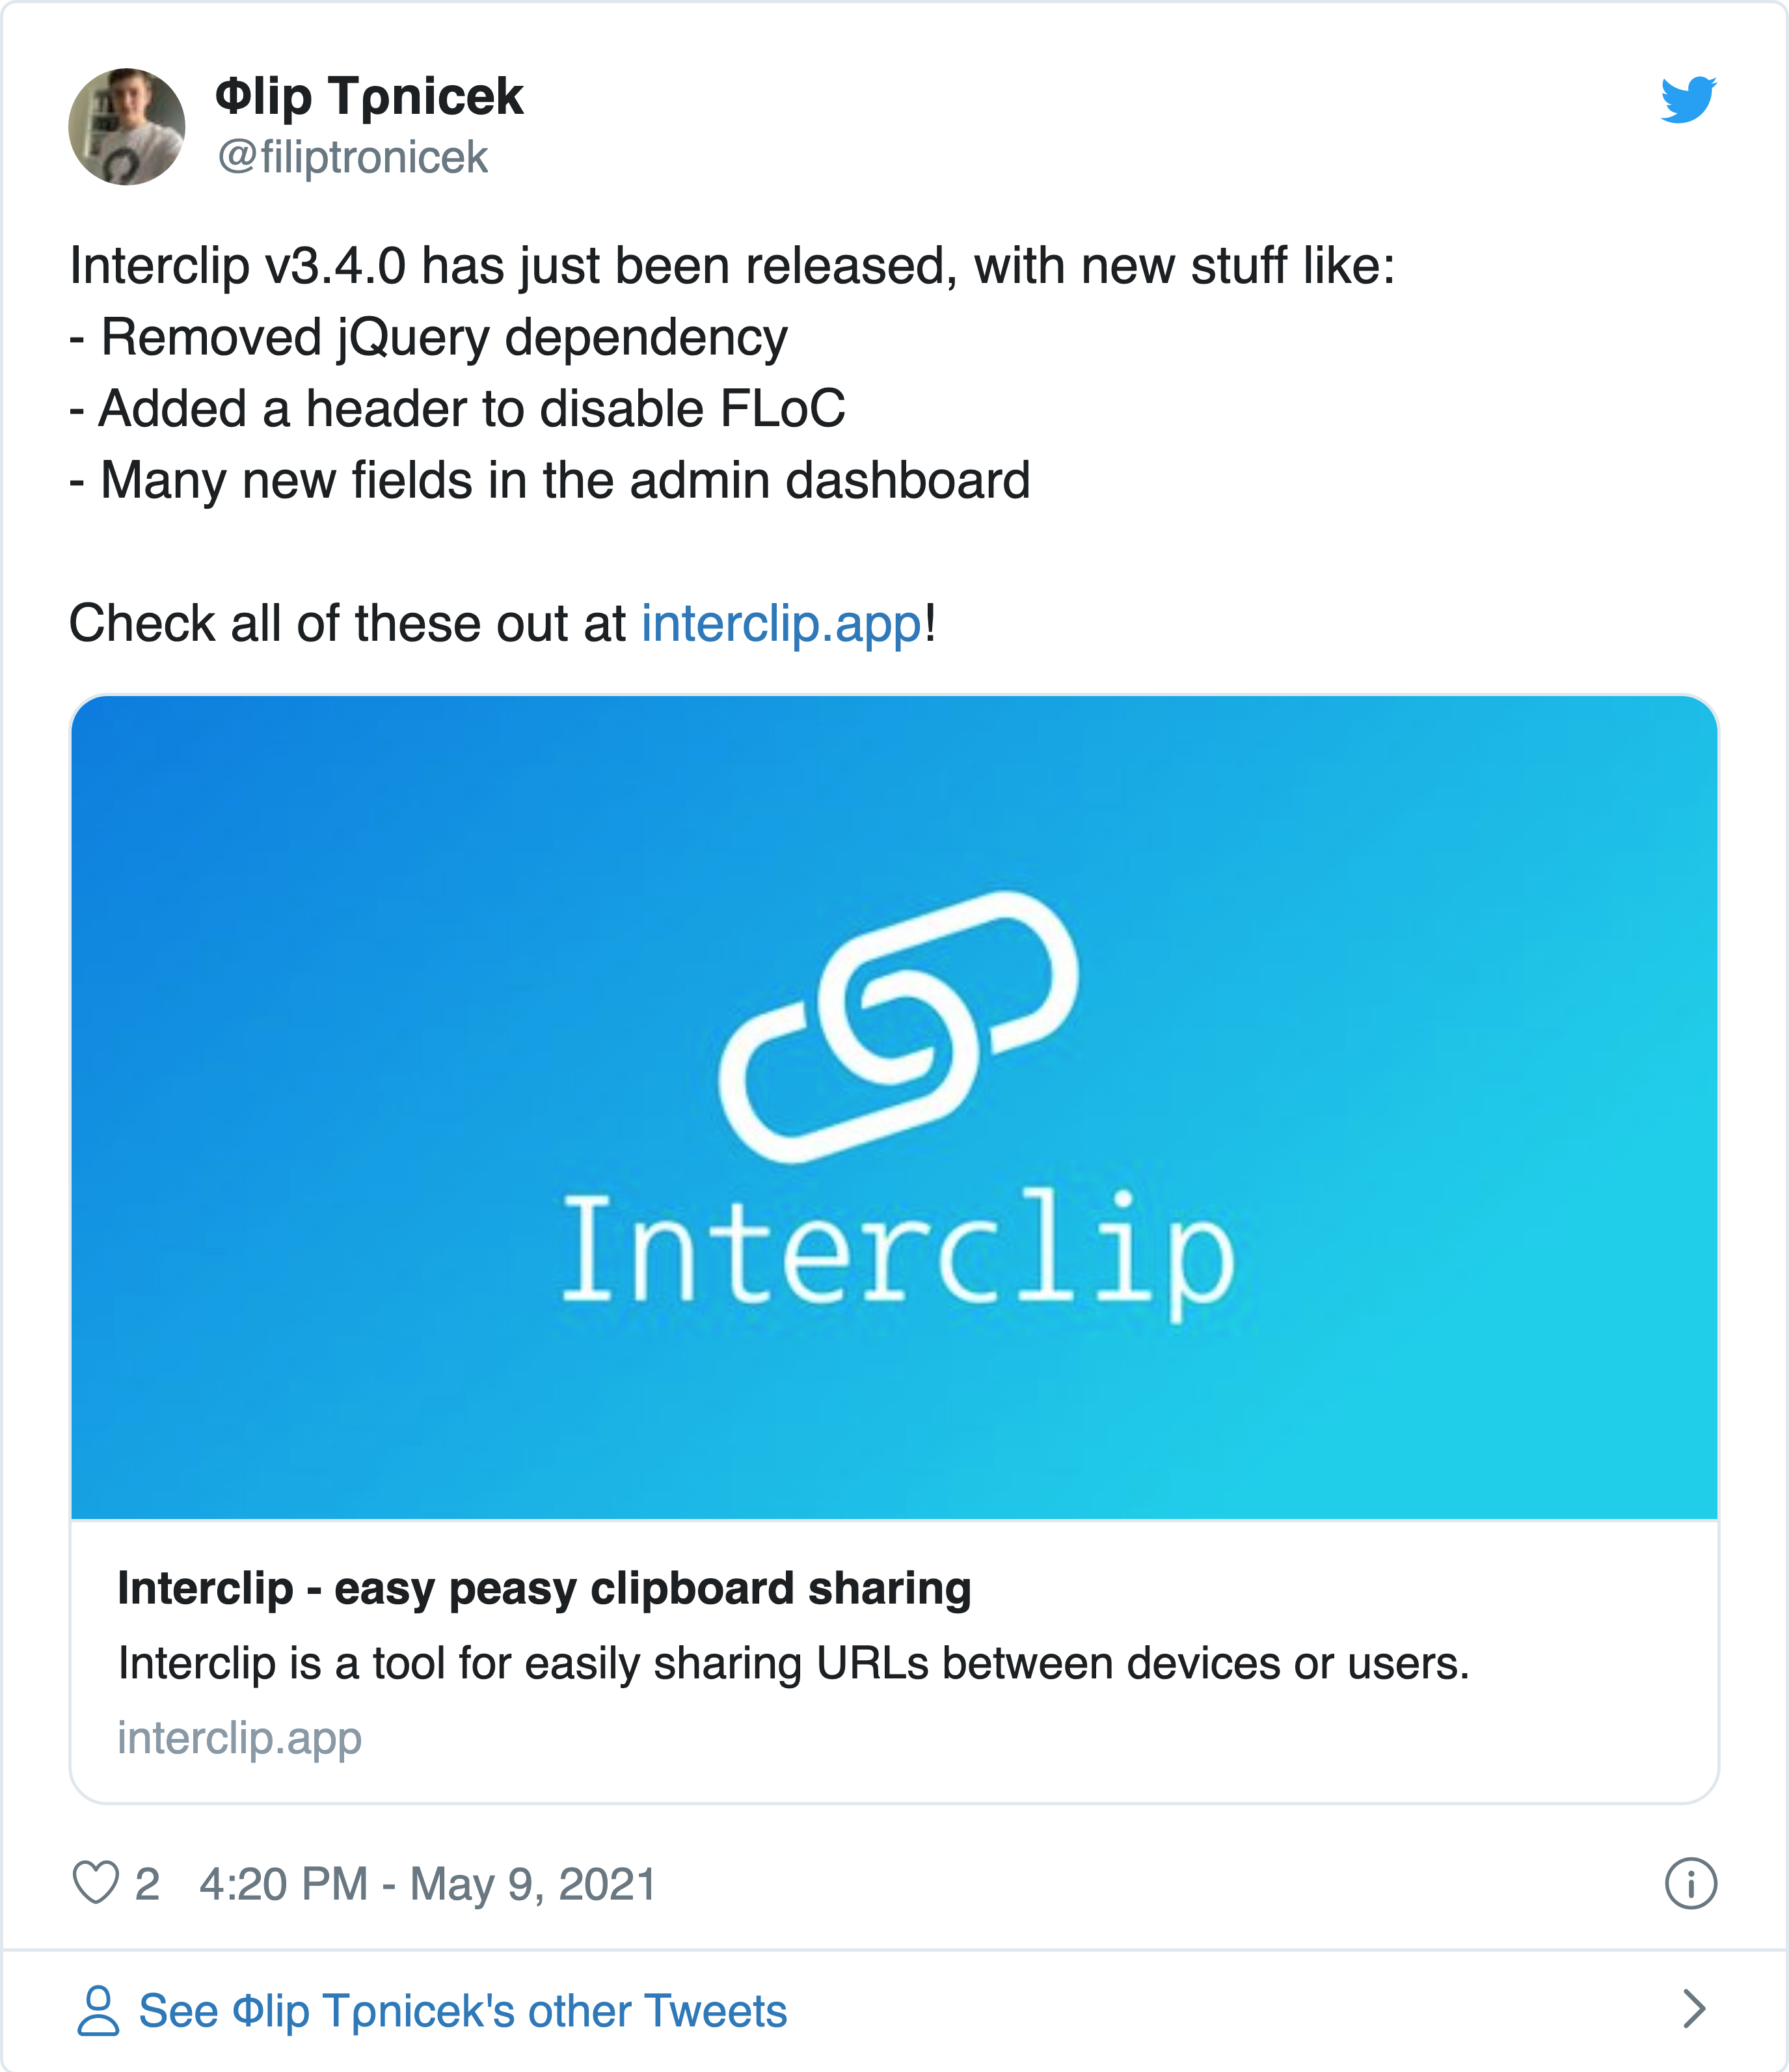 Φlip Tρnicek
@filiptronicek
Interclip v3.4.0 has just been released, with new stuff like:
- Removed jQuery dependency
- Added a header to disable FLoC
- Many new fields in the admin dashboard
Check all of these out at interclip.app!
Interclip
Interclip - easy peasy clipboard sharing
Interclip is a tool for easily sharing URLs between devices or users.
interclip.app
2 4:20 PM - May 9, 2021
See Φlip Tρnicek's other Tweets